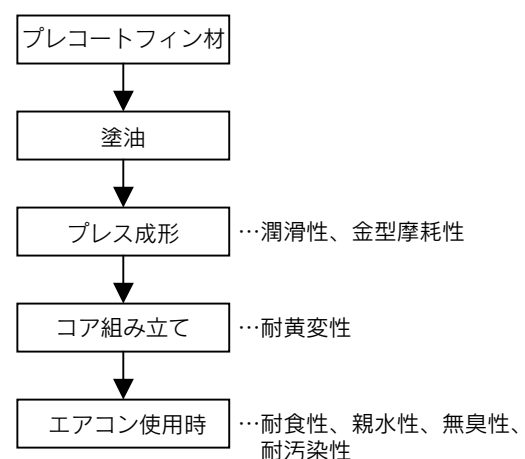 プレコートフィン材
塗油
プレス成形 …潤滑性、金型摩耗性
コア組み立て …耐黄変性
エアコン使用時 …耐食性、親水性、無臭性、
耐汚染性